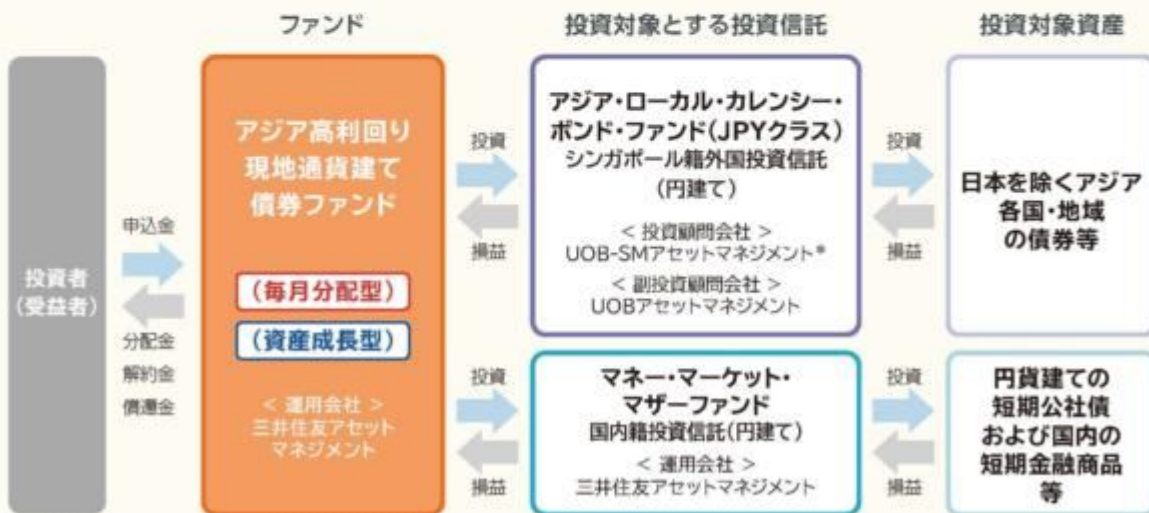 ファンド
投資対象とする投資信託
投資対象資産
投資者
(受益者)
申込金
分配金
解約金
償還金
アジア高利回り
現地通貨建て
債券ファンド
(毎月分配型)
(資産成長型)
< 運用会社 >
三井住友アセット
マネジメント
投資
損益
アジア・ローカル・カレンシー・
ボンド・ファンド(JPYクラス)
シンガポール籍外国投資信託
(円建て)
< 投資顧問会社 >
UOB-SMアセットマネジメント*
< 副投資顧問会社 >
UOBアセットマネジメント
投資
損益
日本を除くアジア
各国・地域
の債券等
投資
損益
マネー・マーケット・
マザーファンド
国内籍投資信託(円建て)
< 運用会社 >
三井住友アセットマネジメント
投資
損益
円貨建ての
短期公社債
および国内の
短期金融商品
等